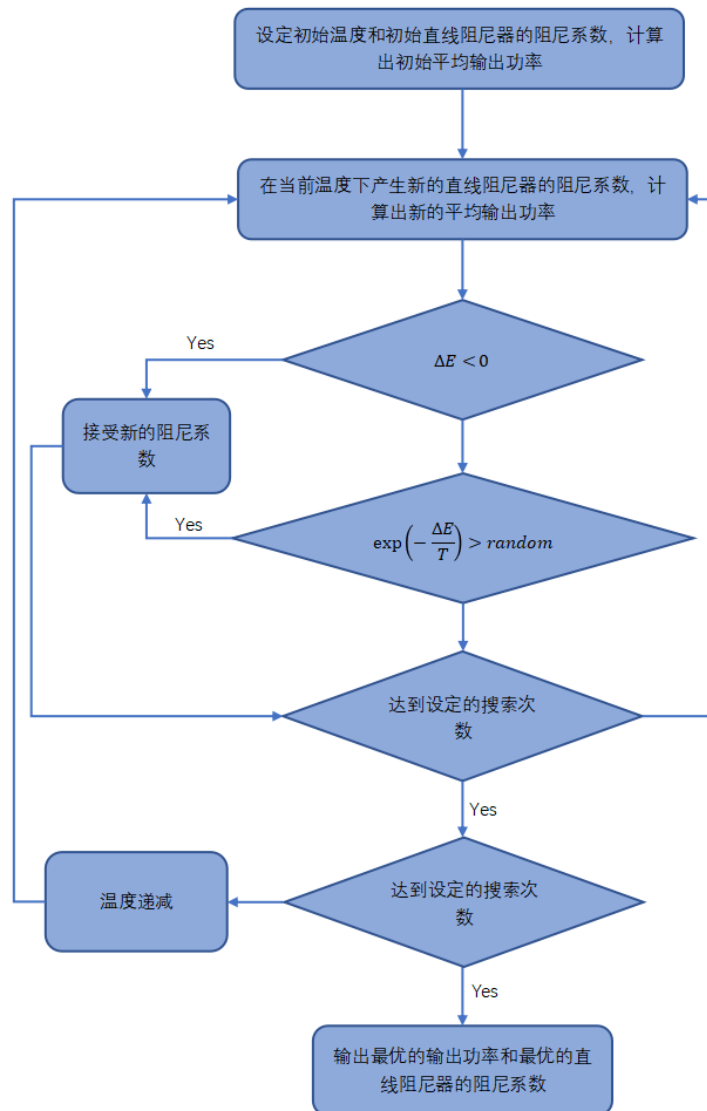 设定初始温度和初始直线阻尼器的阻尼系数，计算
出初始平均输出功率
在当前温度下产生新的直线阻尼器的阻尼系数，计
算出新的平均输出功率
Yes
ΔE < 0
接受新的阻尼系
数
Yes
exp(−ΔE/T) > random
达到设定的搜索次
数
Yes
温度递减
达到设定的搜索次
数
Yes
输出最优的输出功率和最优的直
线阻尼器的阻尼系数